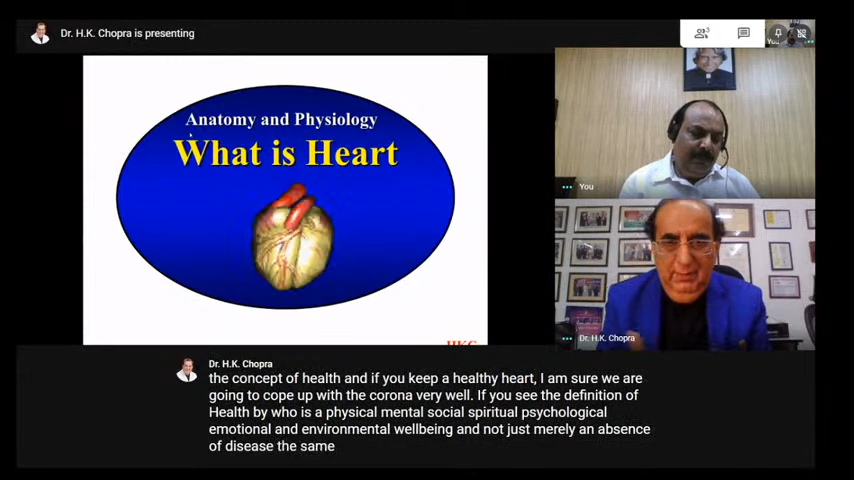 Dr. H.K. Chopra is presenting
3
You
Anatomy and Physiology
What is Heart
You
HKC
Dr. H.K. Chopra
Dr. H.K. Chopra
the concept of health and if you keep a healthy heart, I am sure we are
going to cope up with the corona very well. If you see the definition of
Health by who is a physical mental social spiritual psychological
emotional and environmental wellbeing and not just merely an absence
of disease the same